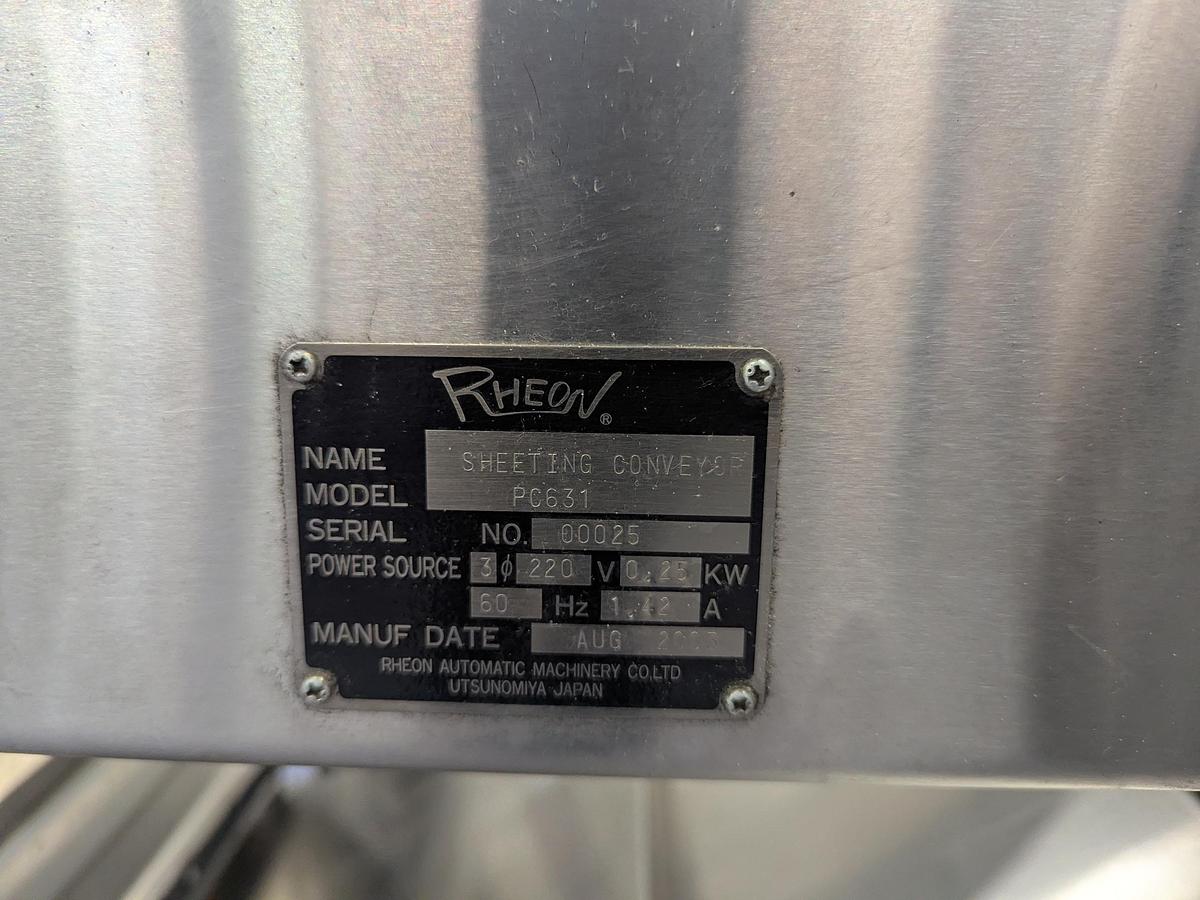 RHEON ®
NAME SHEETING CONVEYOR
MODEL PC631
SERIAL NO. 00025
POWER SOURCE 3 φ 220 V 0.25 KW
60 Hz 1.42 A
MANUF DATE AUG
RHEON AUTOMATIC MACHINERY CO.LTD
UTSUNOMIYA JAPAN